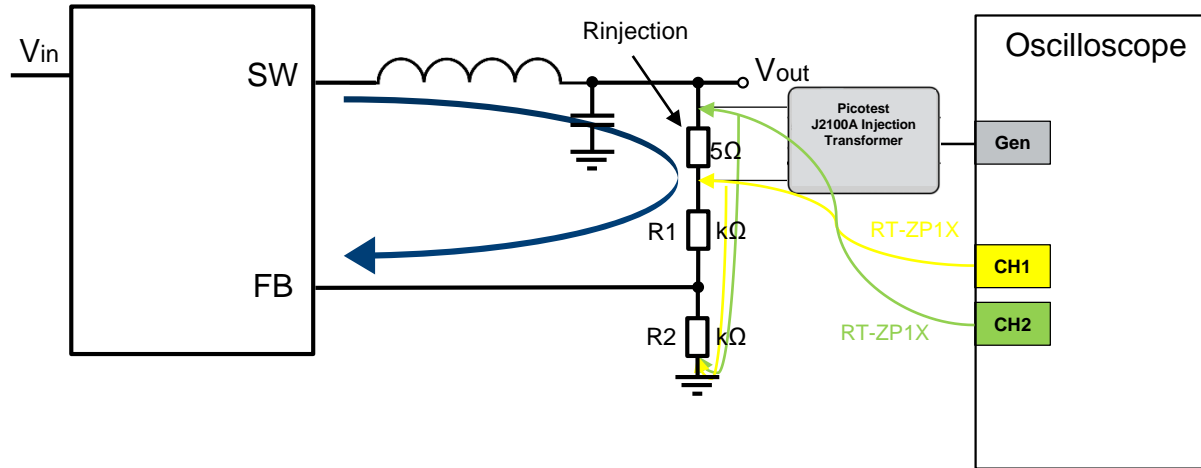 Rinjection
Oscilloscope
Vin
SW
Vout
Picotest
J2100A Injection
Transformer
Gen
5Ω
R1
kΩ
RT-ZP1X
CH1
FB
R2
kΩ
RT-ZP1X
CH2